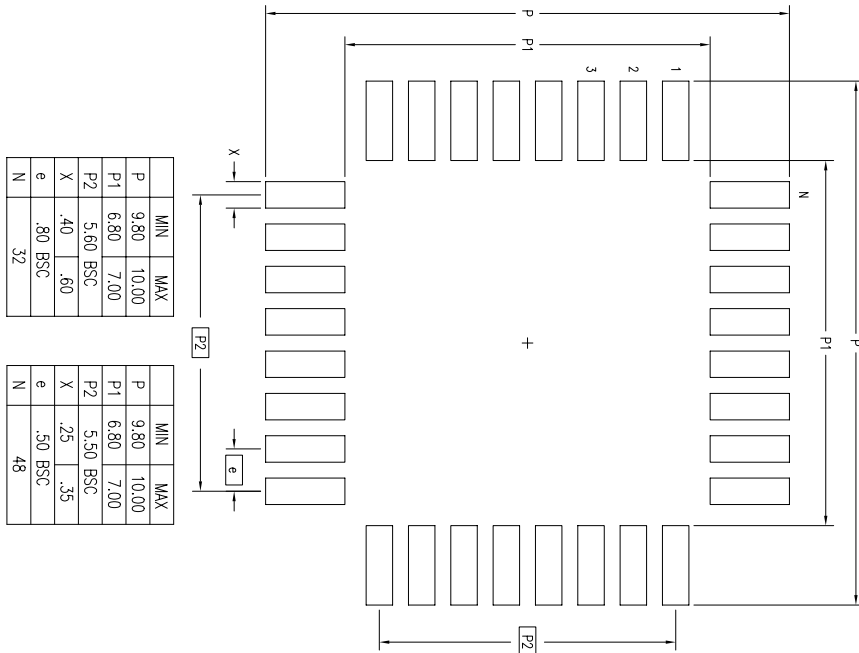 P
P1
N
1
2
3
P
P1
P2
X
e
P2
MIN MAX
P 9.80 10.00
P1 6.80 7.00
P2 5.60 BSC
X .40 .60
e .80 BSC
N 32
MIN MAX
P 9.80 10.00
P1 6.80 7.00
P2 5.50 BSC
X .25 .35
e .50 BSC
N 48